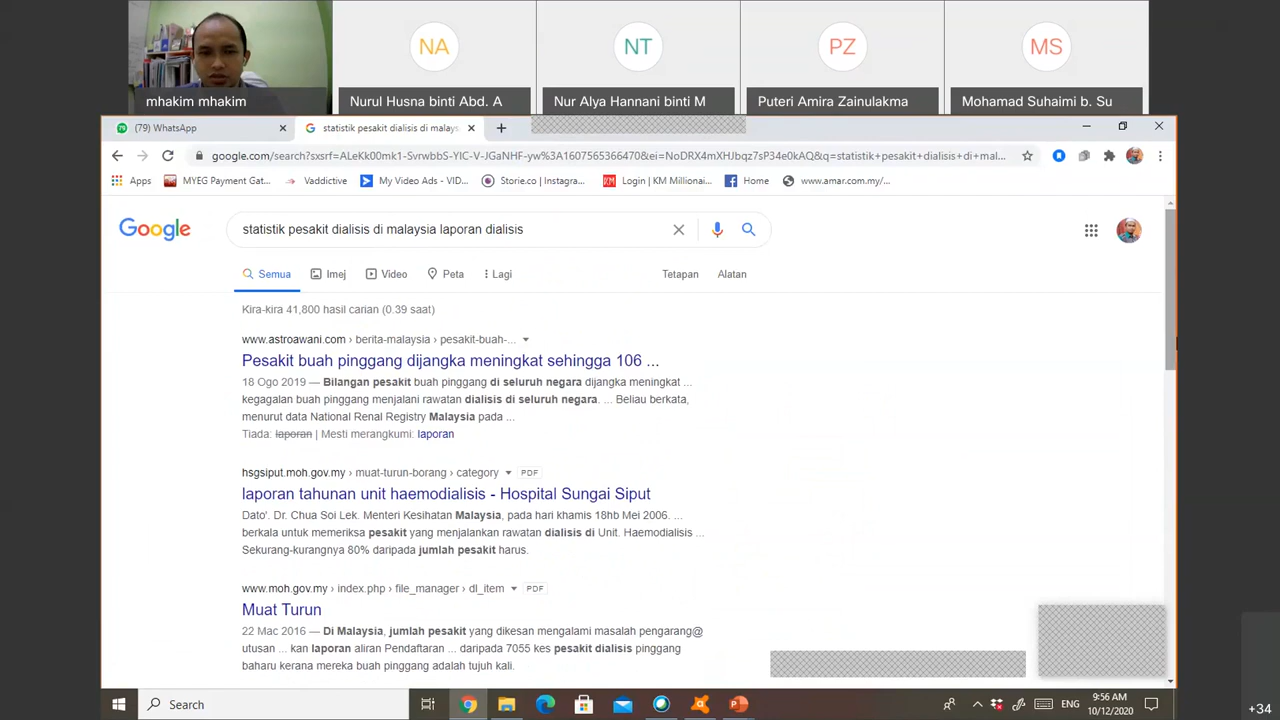 NA
NT
PZ
MS
mhakim mhakim
Nurul Husna binti Abd. A
Nur Alya Hannani binti M
Puteri Amira Zainulakma
Mohamad Suhaimi b. Su
(79) WhatsApp
statistik pesakit dialisis di malays
google.com/search?sxsrf=ALeKk00mk1-SvrwbbS-YIC-V-JGaNHF-yw%3A1607565366470&ei=NoDRX4mXHJbqz7sP34e0kAQ&q=statistik+pesakit+dialisis+di+mal...
Apps
MYEG Payment Gat...
Vaddictive
My Video Ads - VID...
Storie.co | Instagra...
Login | KM Millionai...
Home
www.amar.com.my/...
Google
statistik pesakit dialisis di malaysia laporan dialisis
Semua
Imej
Video
Peta
Lagi
Tetapan
Alatan
Kira-kira 41,800 hasil carian (0.39 saat)
www.astroawani.com › berita-malaysia › pesakit-buah-...
Pesakit buah pinggang dijangka meningkat sehingga 106 ...
18 Ogo 2019 — Bilangan pesakit buah pinggang di seluruh negara dijangka meningkat ...
kegagalan buah pinggang menjalani rawatan dialisis di seluruh negara. ... Beliau berkata,
menurut data National Renal Registry Malaysia pada ...
Tiada: laporan | Mesti merangkumi: laporan
hsgsiput.moh.gov.my › muat-turun-borang › category PDF
laporan tahunan unit haemodialisis - Hospital Sungai Siput
Dato'. Dr. Chua Soi Lek. Menteri Kesihatan Malaysia, pada hari khamis 18hb Mei 2006. ...
berkala untuk memeriksa pesakit yang menjalankan rawatan dialisis di Unit. Haemodialisis ...
Sekurang-kurangnya 80% daripada jumlah pesakit harus.
www.moh.gov.my › index.php › file_manager › dl_item PDF
Muat Turun
22 Mac 2016 — Di Malaysia, jumlah pesakit yang dikesan mengalami masalah pengarang@
utusan ... kan laporan aliran Pendaftaran ... daripada 7055 kes pesakit dialisis pinggang
baharu kerana mereka buah pinggang adalah tujuh kali.
Search
ENG
9:56 AM
10/12/2020
+34